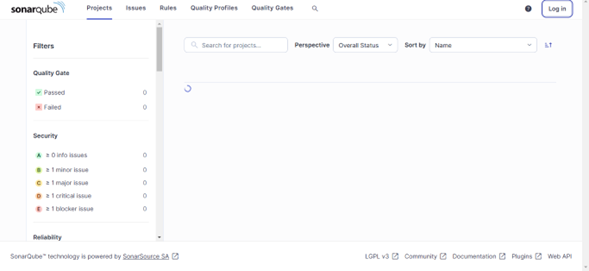 sonarqube Projects Issues Rules Quality Profiles Quality Gates Log in
Filters
Search for projects... Perspective Overall Status Sort by Name
Quality Gate
Passed 0
Failed 0
Security
A ≥ 0 info issues 0
B ≥ 1 minor issue 0
C ≥ 1 major issue 0
D ≥ 1 critical issue 0
E ≥ 1 blocker issue 0
Reliability
SonarQube™ technology is powered by SonarSource SA LGPL v3 Community Documentation Plugins Web API